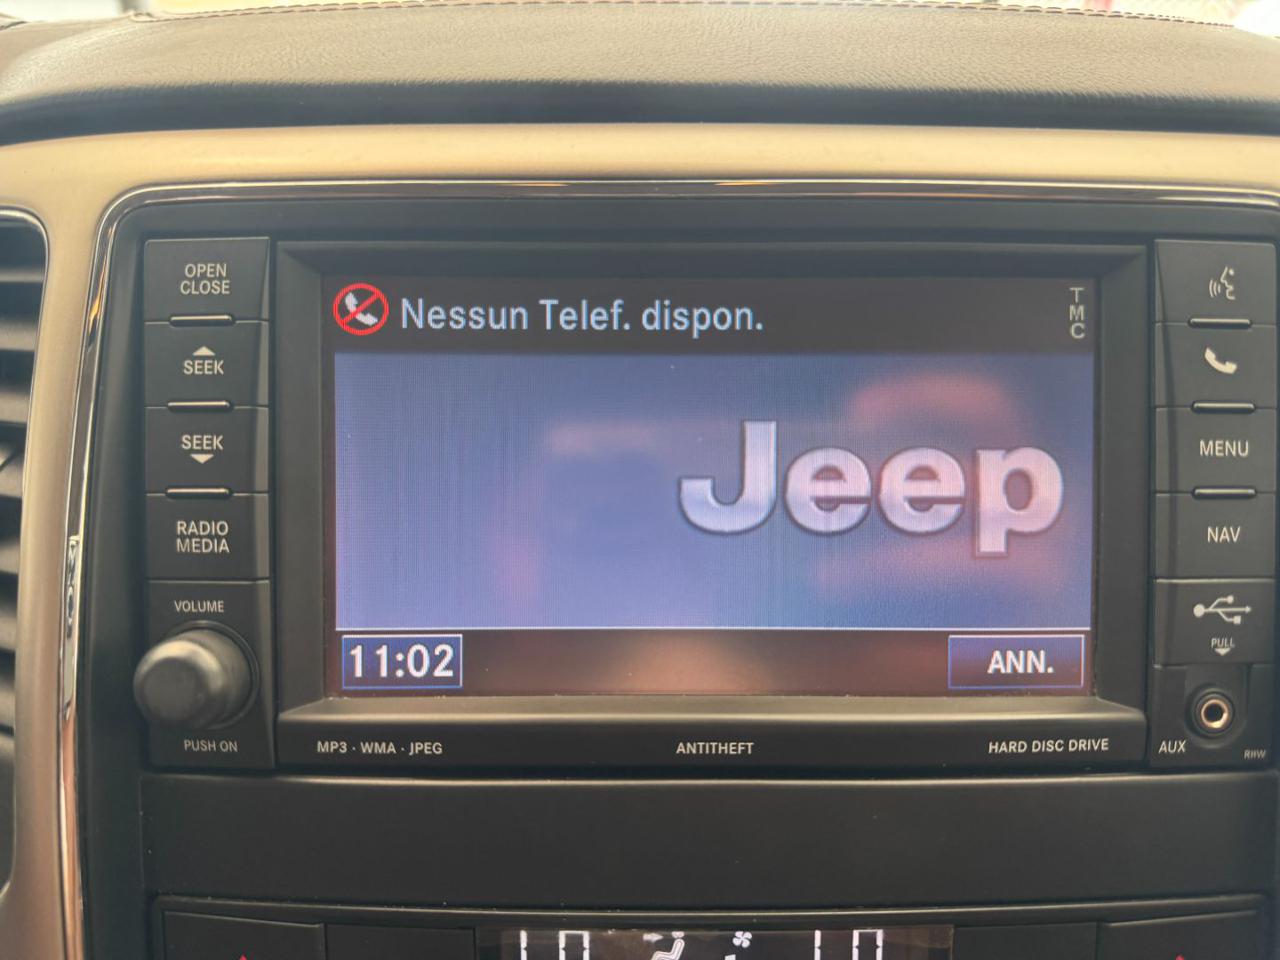 OPEN
CLOSE
SEEK
SEEK
RADIO
MEDIA
VOLUME
PUSH ON
Nessun Telef. dispon.
TMC
Jeep
11:02
ANN.
MP3 · WMA · JPEG
ANTITHEFT
HARD DISC DRIVE
MENU
NAV
PULL
AUX
RHW